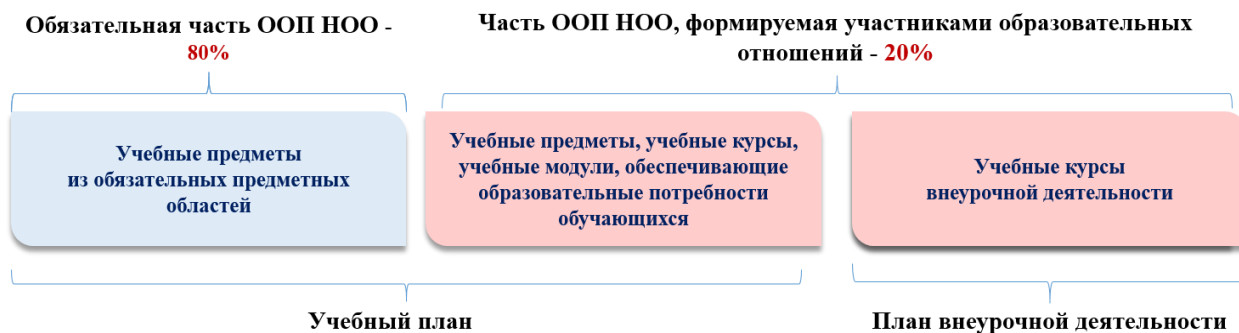 Обязательная часть ООП НОО -
80%
Часть ООП НОО, формируемая участниками образовательных
отношений - 20%
Учебные предметы
из обязательных предметных
областей
Учебные предметы, учебные курсы,
учебные модули, обеспечивающие
образовательные потребности
обучающихся
Учебные курсы
внеурочной деятельности
Учебный план
План внеурочной деятельности